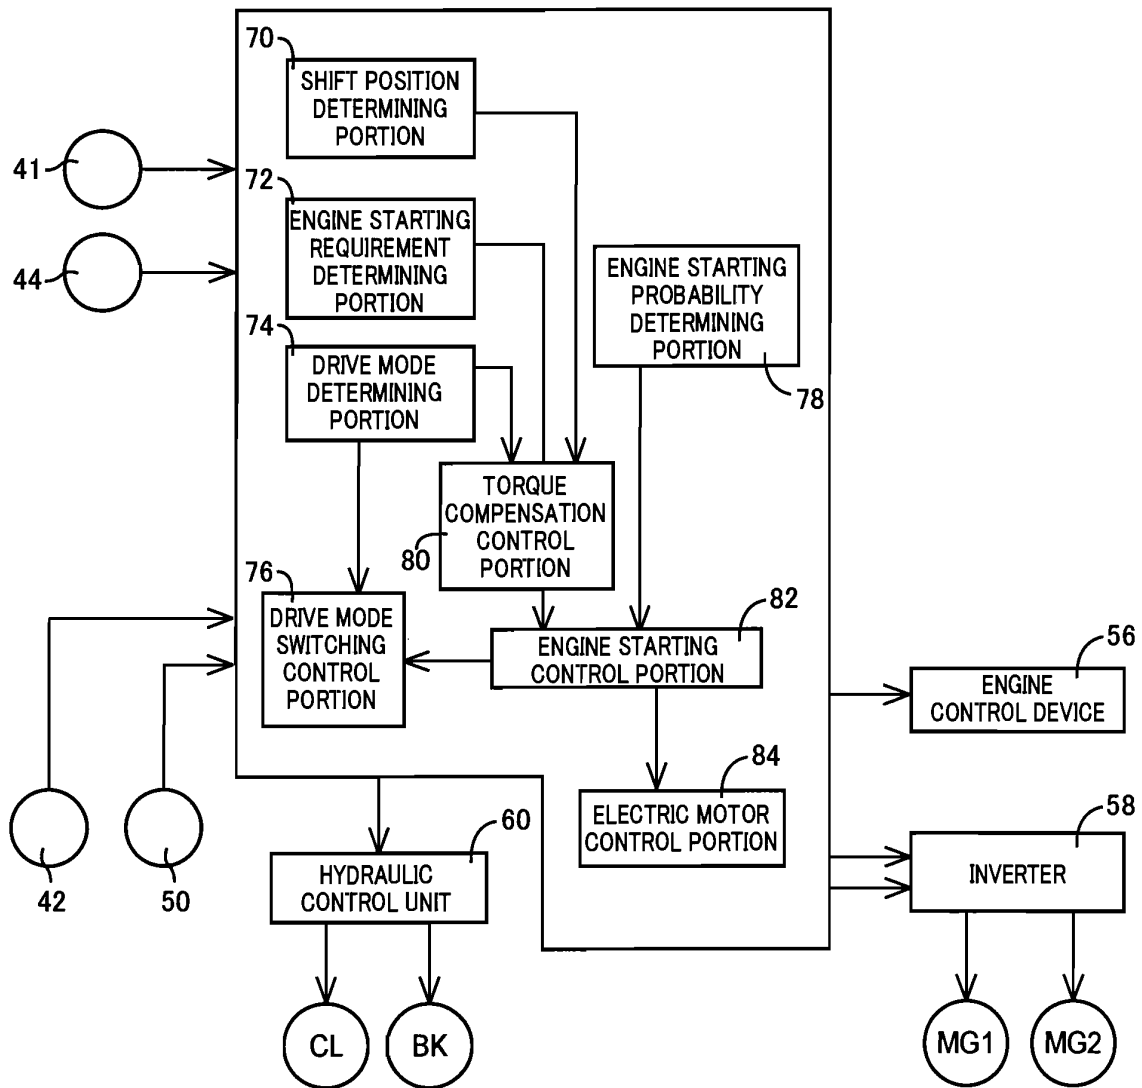 70
SHIFT POSITION
DETERMINING
PORTION
41
72
ENGINE STARTING
REQUIREMENT
DETERMINING
PORTION
44
ENGINE STARTING
PROBABILITY
DETERMINING
PORTION
78
74
DRIVE MODE
DETERMINING
PORTION
TORQUE
COMPENSATION
CONTROL
PORTION
80
76
DRIVE MODE
SWITCHING
CONTROL
PORTION
82
ENGINE STARTING
CONTROL PORTION
56
ENGINE
CONTROL DEVICE
84
ELECTRIC MOTOR
CONTROL PORTION
42
50
60
HYDRAULIC
CONTROL UNIT
58
INVERTER
CL
BK
MG1
MG2